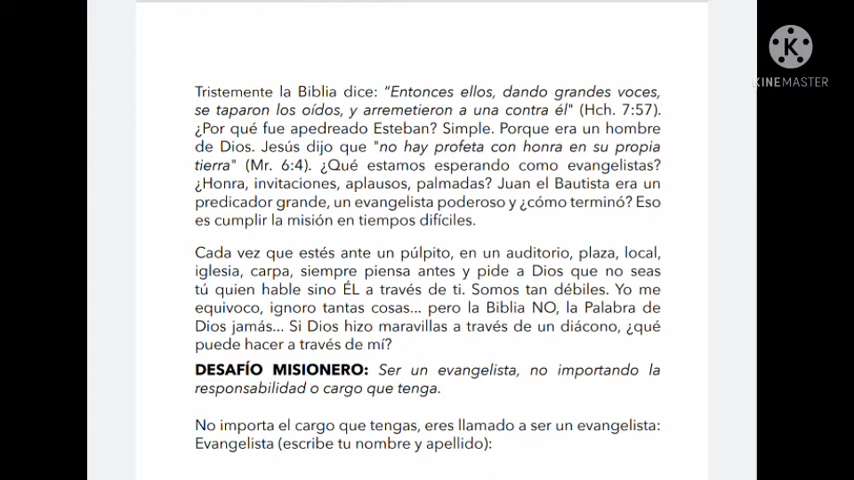 Tristemente la Biblia dice: "Entonces ellos, dando grandes voces,
se taparon los oídos, y arremetieron a una contra él" (Hch. 7:57).
¿Por qué fue apedreado Esteban? Simple. Porque era un hombre
de Dios. Jesús dijo que "no hay profeta con honra en su propia
tierra" (Mr. 6:4). ¿Qué estamos esperando como evangelistas?
¿Honra, invitaciones, aplausos, palmadas? Juan el Bautista era un
predicador grande, un evangelista poderoso y ¿cómo terminó? Eso
es cumplir la misión en tiempos difíciles.
Cada vez que estés ante un púlpito, en un auditorio, plaza, local,
iglesia, carpa, siempre piensa antes y pide a Dios que no seas
tú quien hable sino ÉL a través de ti. Somos tan débiles. Yo me
equivoco, ignoro tantas cosas... pero la Biblia NO, la Palabra de
Dios jamás... Si Dios hizo maravillas a través de un diácono, ¿qué
puede hacer a través de mí?
DESAFÍO MISIONERO: Ser un evangelista, no importando la
responsabilidad o cargo que tenga.
No importa el cargo que tengas, eres llamado a ser un evangelista:
Evangelista (escribe tu nombre y apellido):
K
KINEMASTER